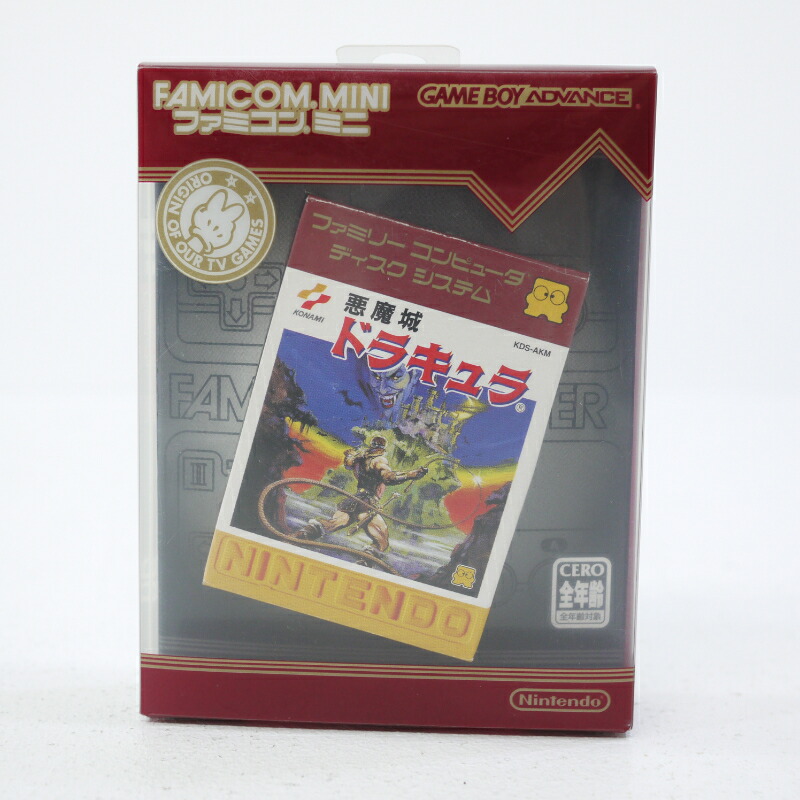 FAMICOM MINI
ファミコン ミニ
GAME BOY ADVANCE
ORIGIN OF OUR TV GAMES
ファミリー コンピュータ
ディスク システム
KONAMI
悪魔城
KDS-AKM
ドラキュラ®
FAMI
ER
II
NINTENDO
CERO
全年齢
全年齢対象
Nintendo